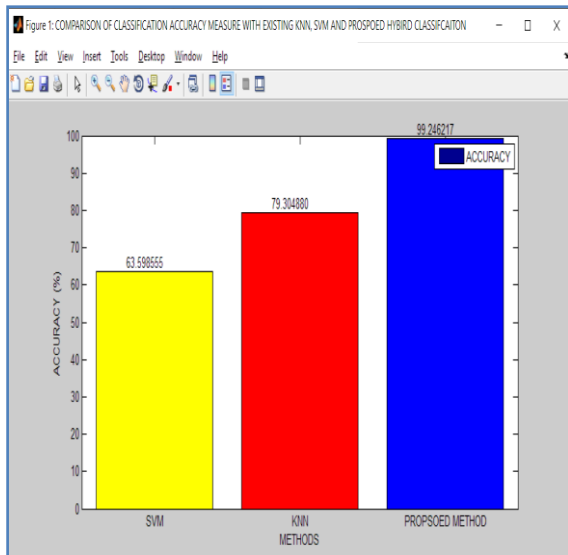 Figure 1: COMPARISON OF CLASSIFICATION ACCURACY MEASURE WITH EXISTING KNN, SVM AND PROSPOED HYBIRD CLASSIFCAITON
File Edit View Insert Tools Desktop Window Help
99.246217
ACCURACY
79.304880
63.598555
100
90
80
70
60
50
40
30
20
10
0
ACCURACY (%)
SVM KNN PROPSOED METHOD
METHODS